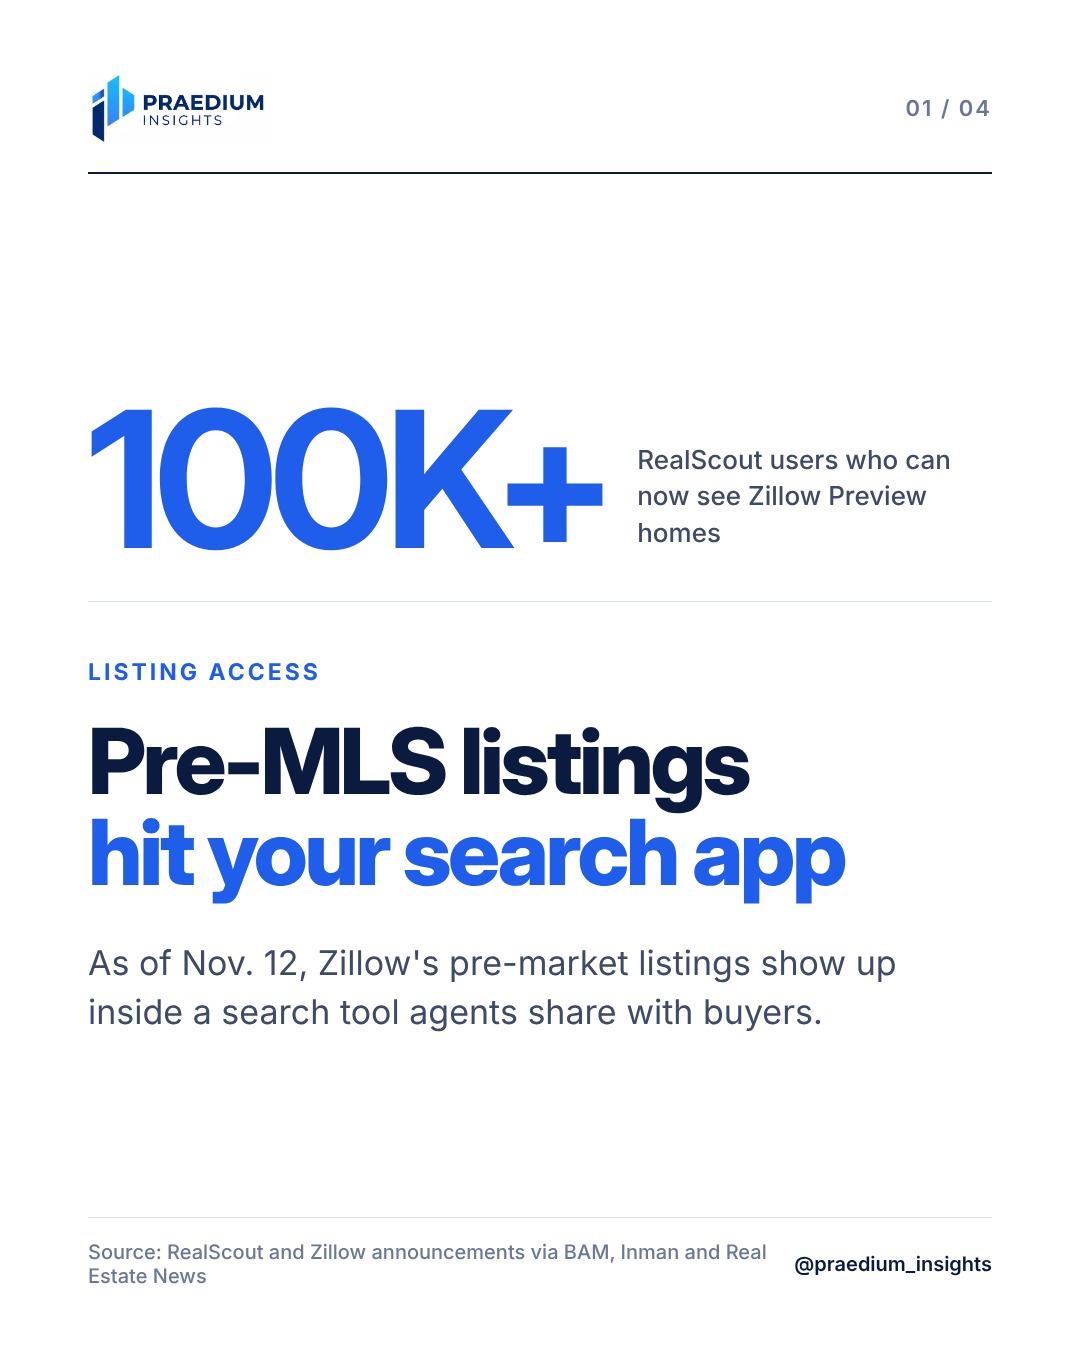 PRAEDIUM
INSIGHTS
01 / 04
100K+
RealScout users who can
now see Zillow Preview
homes
LISTING ACCESS
Pre-MLS listings
hit your search app
As of Nov. 12, Zillow's pre-market listings show up
inside a search tool agents share with buyers.
Source: RealScout and Zillow announcements via BAM, Inman and Real
Estate News
@praedium_insights